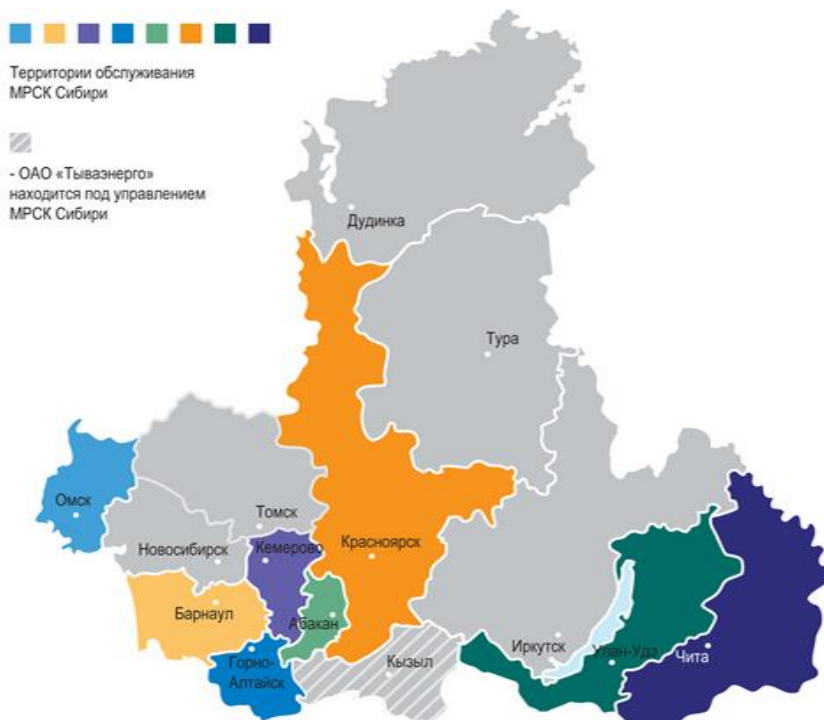 Территории обслуживания
МРСК Сибири
- ОАО «Тываэнерго»
находится под управлением
МРСК Сибири
Дудинка
Тура
Омск
Томск
Новосибирск
Кемерово
Красноярск
Барнаул
Абакан
Горно-
Алтайск
Кызыл
Иркутск
Улан-Удэ
Чита